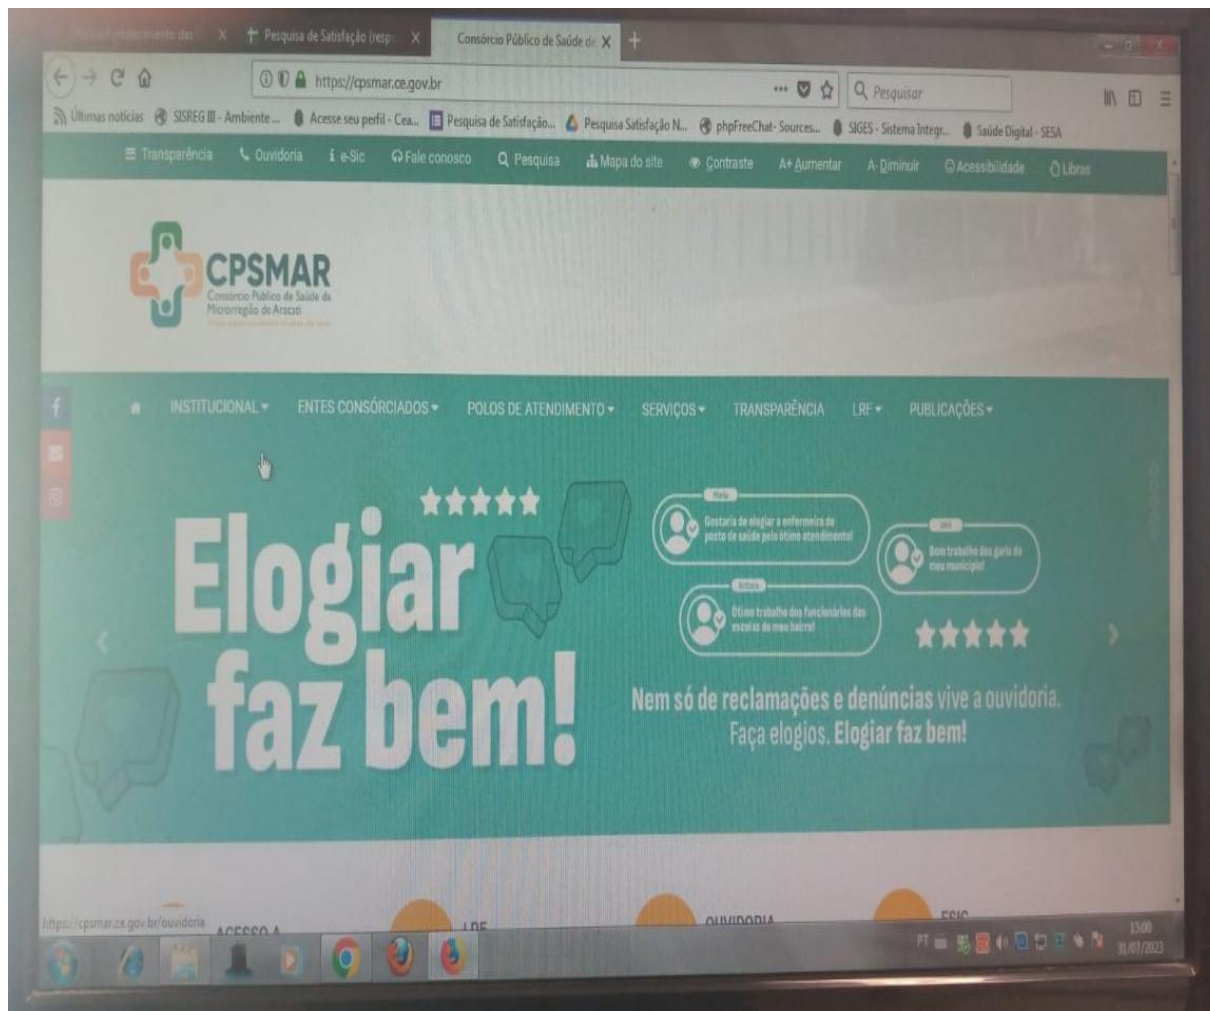 Pesquisa de Satisfação (resp
Consórcio Público de Saúde de
https://cpsmar.ce.gov.br
Pesquisar
Últimas notícias
SISREG III - Ambiente ...
Acesse seu perfil - Cea...
Pesquisa de Satisfação...
Pesquisa Satisfação N...
phpFreeChat- Sources...
SIGES - Sistema Integr...
Saúde Digital - SESA
Transparência
Ouvidoria
e-Sic
Fale conosco
Pesquisa
Mapa do site
Contraste
A+ Aumentar
A- Diminuir
Acessibilidade
Libras
CPSMAR
Consórcio Público de Saúde da
Microrregião de Aracati
INSTITUCIONAL
ENTES CONSÓRCIADOS
POLOS DE ATENDIMENTO
SERVIÇOS
TRANSPARÊNCIA
LRF
PUBLICAÇÕES
Elogiar
faz bem!
Gostaria de elogiar a enfermeira do
posto de saúde pelo ótimo atendimento!
Bom trabalho dos garis do
meu município!
Ótimo trabalho dos funcionários das
escolas do meu bairro!
Nem só de reclamações e denúncias vive a ouvidoria.
Faça elogios. Elogiar faz bem!
https://cpsmar.ce.gov.br/ouvidoria
ACESSO A
LRF
OUVIDORIA
ESIC
PT
15:00
31/07/2023